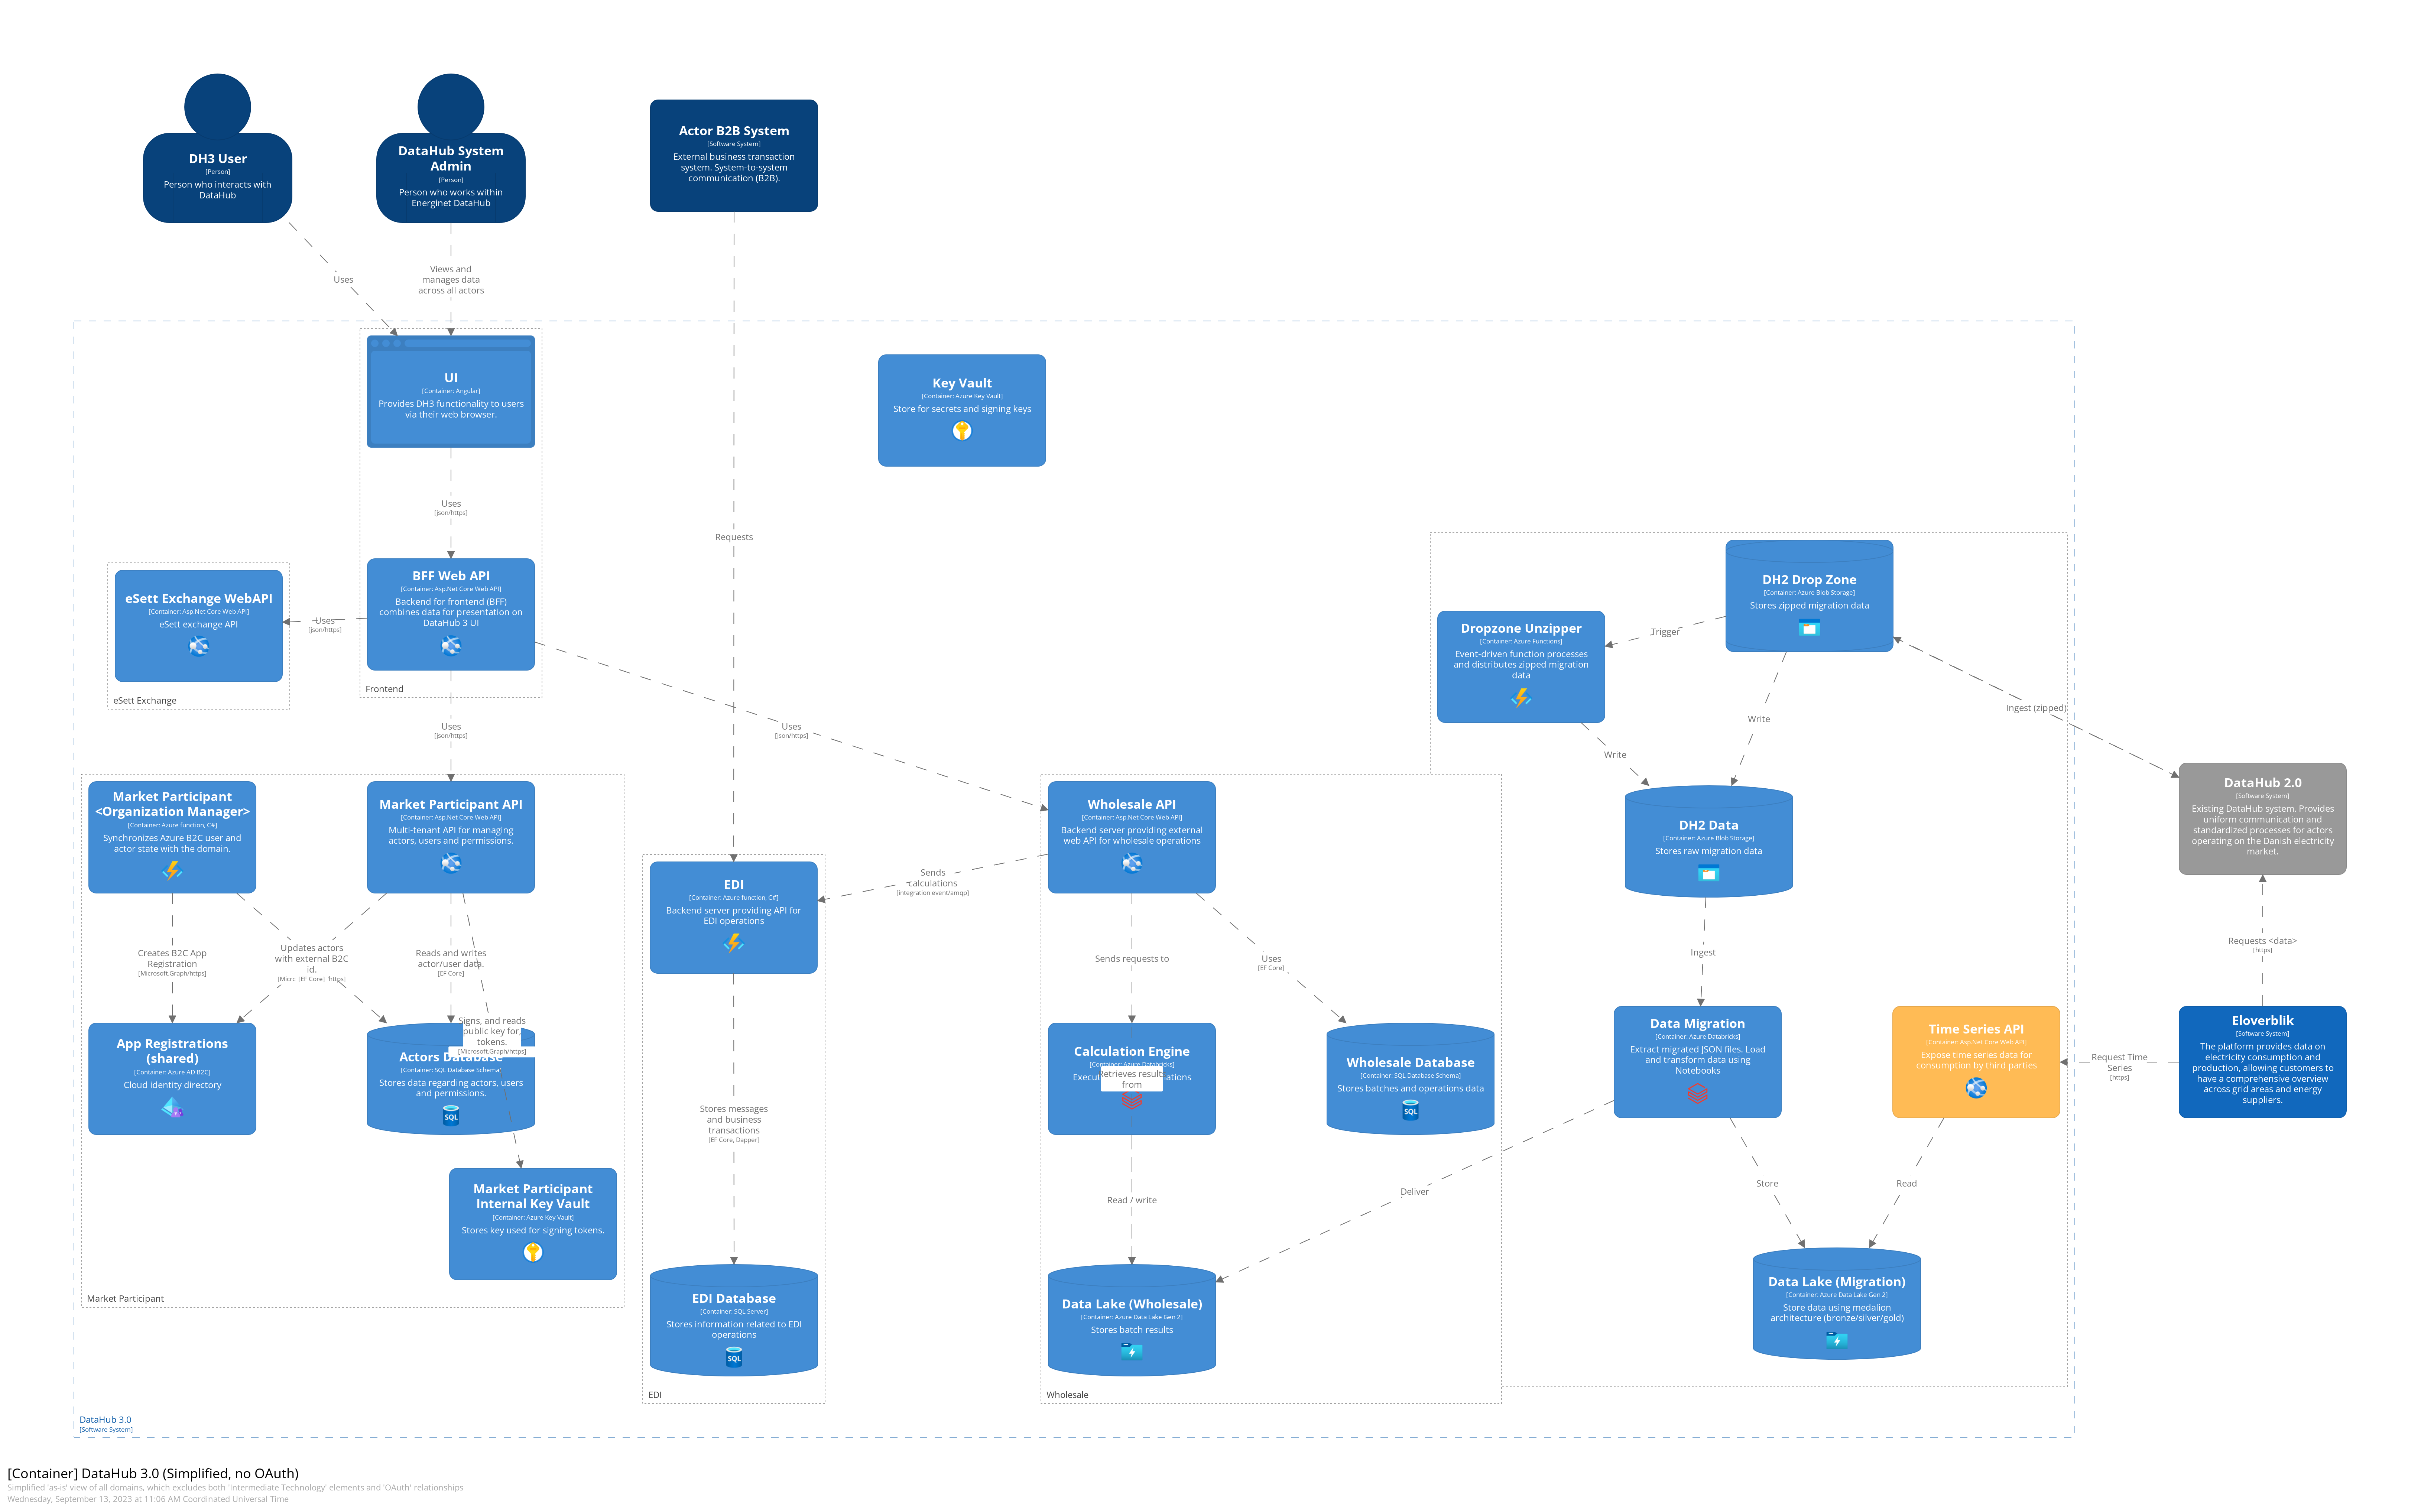 DH3 User
[Person]
Person who interacts with
DataHub
DataHub System
Admin
[Person]
Person who works within
Energinet DataHub
Actor B2B System
[Software System]
External business transaction
system. System-to-system
communication (B2B).
Uses
Views and
manages data
across all actors
UI
[Container: Angular]
Provides DH3 functionality to users
via their web browser.
Key Vault
[Container: Azure Key Vault]
Store for secrets and signing keys
Uses
[json/https]
Requests
eSett Exchange WebAPI
[Container: Asp.Net Core Web API]
eSett exchange API
eSett Exchange
Uses
[json/https]
BFF Web API
[Container: Asp.Net Core Web API]
Backend for frontend (BFF)
combines data for presentation on
DataHub 3 UI
Frontend
DH2 Drop Zone
[Container: Azure Blob Storage]
Stores zipped migration data
Dropzone Unzipper
[Container: Azure Functions]
Event-driven function processes
and distributes zipped migration
data
Trigger
Write
Write
Ingest (zipped)
Uses
[json/https]
Uses
[json/https]
Market Participant
<Organization Manager>
[Container: Azure function, C#]
Synchronizes Azure B2C user and
actor state with the domain.
Market Participant API
[Container: Asp.Net Core Web API]
Multi-tenant API for managing
actors, users and permissions.
Wholesale API
[Container: Asp.Net Core Web API]
Backend server providing external
web API for wholesale operations
DH2 Data
[Container: Azure Blob Storage]
Stores raw migration data
DataHub 2.0
[Software System]
Existing DataHub system. Provides
uniform communication and
standardized processes for actors
operating on the Danish electricity
market.
EDI
[Container: Azure function, C#]
Backend server providing API for
EDI operations
Sends
calculations
[integration event/amqp]
Creates B2C App
Registration
[Microsoft.Graph/https]
Updates actors
with external B2C
id.
[EF Core]
Reads and writes
actor/user data.
[EF Core]
Sends requests to
Uses
[EF Core]
Ingest
Requests <data>
[https]
App Registrations
(shared)
[Container: Azure AD B2C]
Cloud identity directory
Signs, and reads
public key for,
tokens.
[Microsoft.Graph/https]
Actors Database
[Container: SQL Database Schema]
Stores data regarding actors, users
and permissions.
SQL
Calculation Engine
[Container: Azure Databricks]
Retrieves results
from
Wholesale Database
[Container: SQL Database Schema]
Stores batches and operations data
SQL
Data Migration
[Container: Azure Databricks]
Extract migrated JSON files. Load
and transform data using
Notebooks
Time Series API
[Container: Asp.Net Core Web API]
Expose time series data for
consumption by third parties
Request Time
Series
[https]
Eloverblik
[Software System]
The platform provides data on
electricity consumption and
production, allowing customers to
have a comprehensive overview
across grid areas and energy
suppliers.
Stores messages
and business
transactions
[EF Core, Dapper]
Read / write
Deliver
Store
Read
Market Participant
Internal Key Vault
[Container: Azure Key Vault]
Stores key used for signing tokens.
Market Participant
EDI Database
[Container: SQL Server]
Stores information related to EDI
operations
SQL
EDI
Data Lake (Wholesale)
[Container: Azure Data Lake Gen 2]
Stores batch results
Wholesale
Data Lake (Migration)
[Container: Azure Data Lake Gen 2]
Store data using medalion
architecture (bronze/silver/gold)
DataHub 3.0
[Software System]
[Container] DataHub 3.0 (Simplified, no OAuth)
Simplified 'as-is' view of all domains, which excludes both 'Intermediate Technology' elements and 'OAuth' relationships
Wednesday, September 13, 2023 at 11:06 AM Coordinated Universal Time